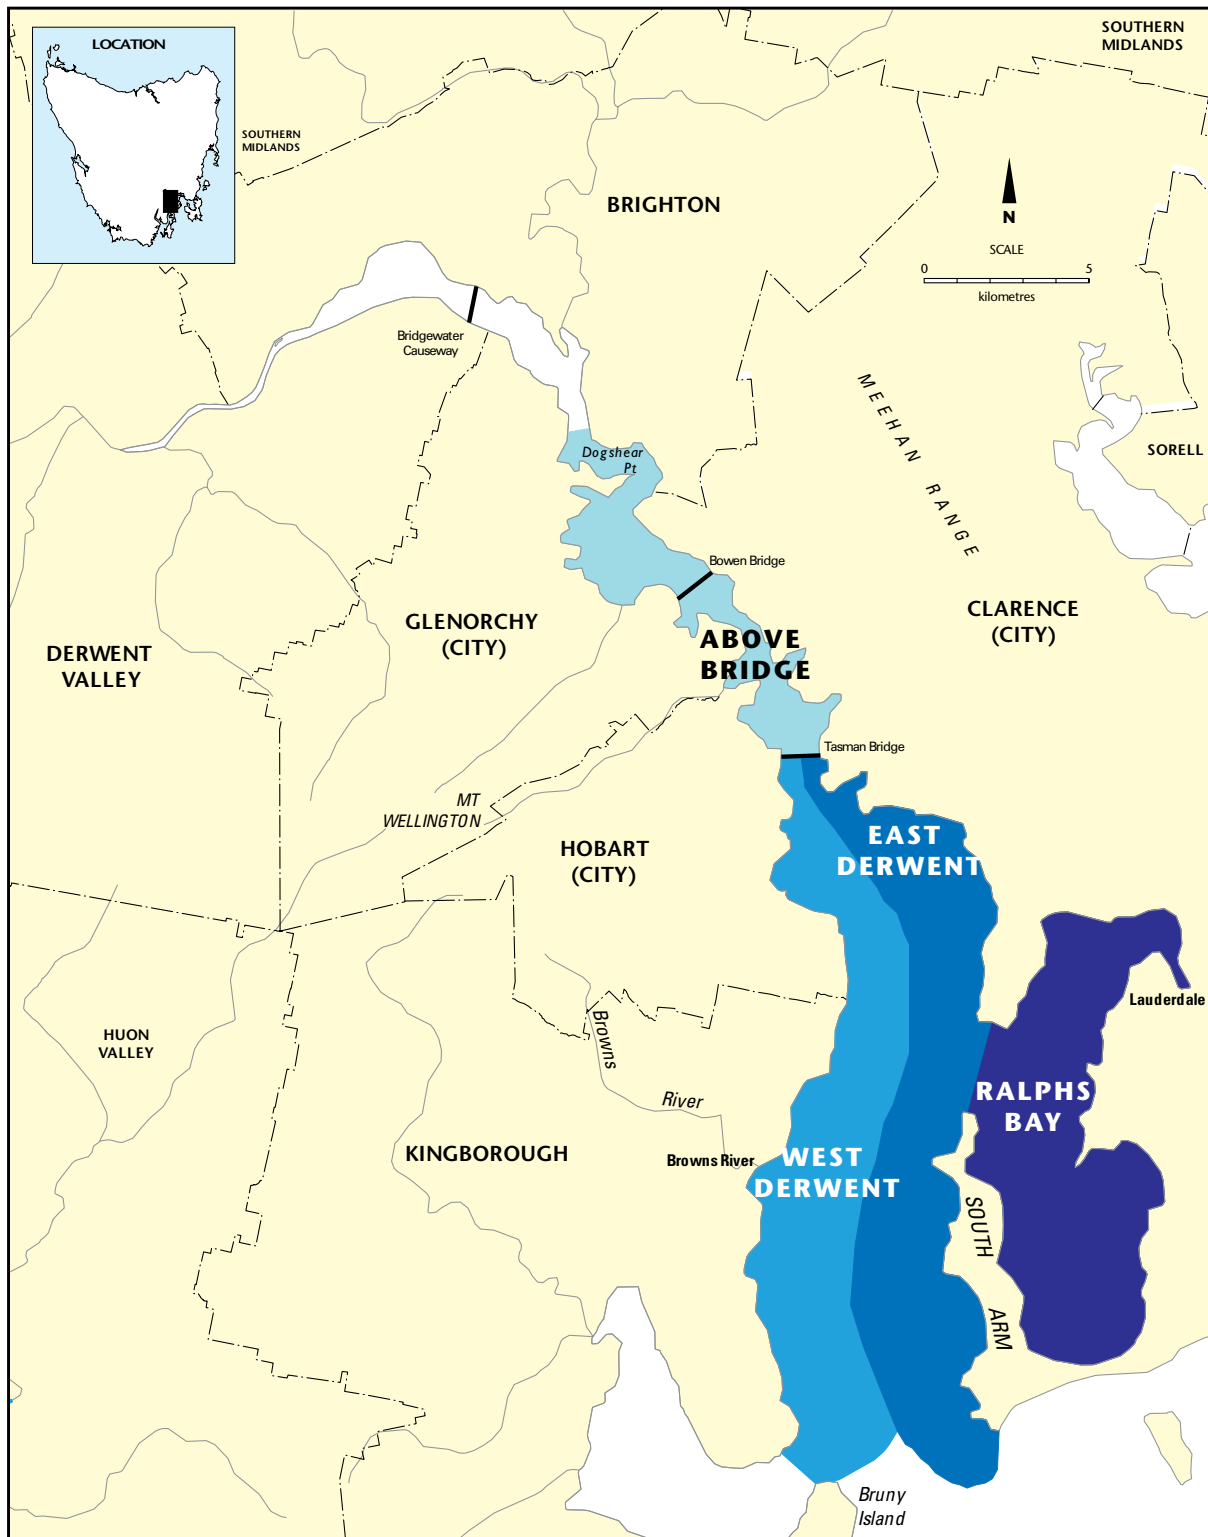 LOCATION
SOUTHERN
MIDLANDS
SOUTHERN
MIDLANDS
BRIGHTON
N
SCALE
0 5
kilometres
Bridgewater
Causeway
MEEHAN RANGE
Dogshear
Pt
SORELL
Bowen Bridge
GLENORCHY
(CITY)
CLARENCE
(CITY)
ABOVE
BRIDGE
DERWENT
VALLEY
Tasman Bridge
MT
WELLINGTON
HOBART
(CITY)
EAST
DERWENT
Lauderdale
HUON
VALLEY
Browns
River
RALPHS
BAY
KINGBOROUGH
Browns River
WEST
DERWENT
SOUTH
ARM
Bruny
Island